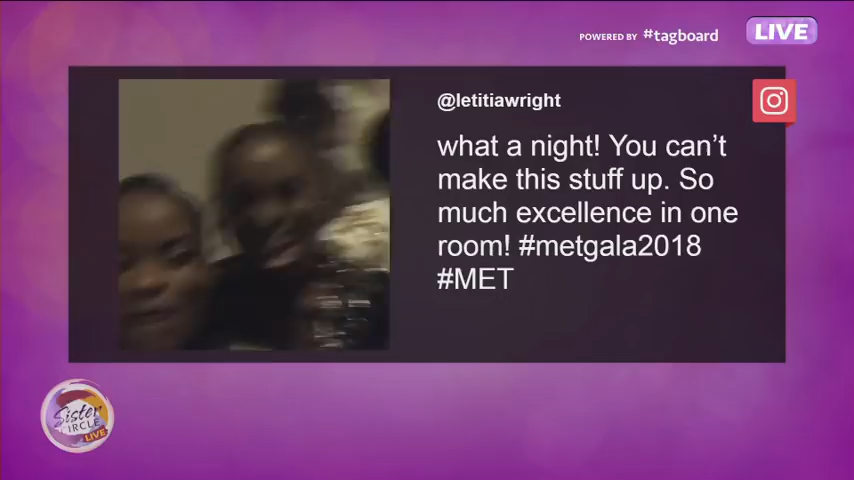 POWERED BY #tagboard
LIVE
@letitiawright
what a night! You can't
make this stuff up. So
much excellence in one
room! #metgala2018
#MET
Sister
CIRCLE
LIVE